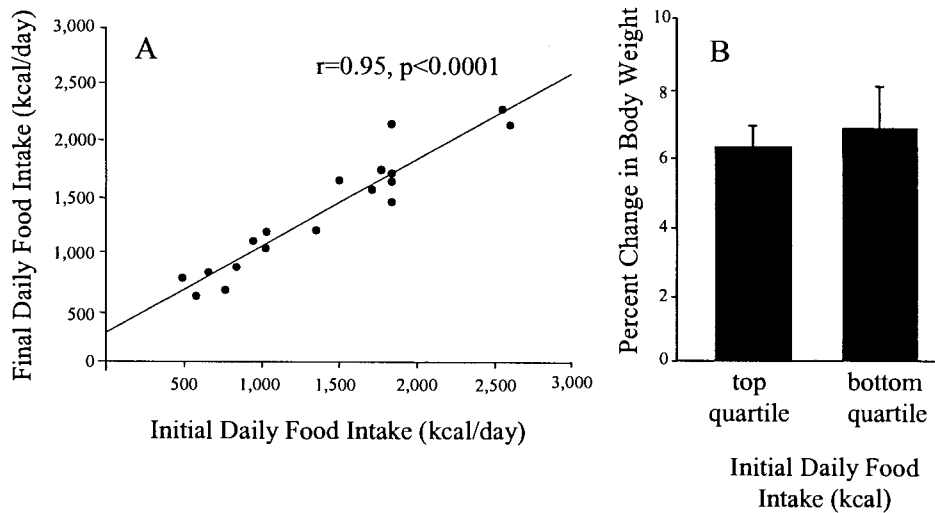 A
r=0.95, p<0.0001
Final Daily Food Intake (kcal/day)
3,000
2,500
2,000
1,500
1,000
500
0
500 1,000 1,500 2,000 2,500 3,000
Initial Daily Food Intake (kcal/day)
B
Percent Change in Body Weight
10
8
6
4
2
0
top
quartile
bottom
quartile
Initial Daily Food
Intake (kcal)